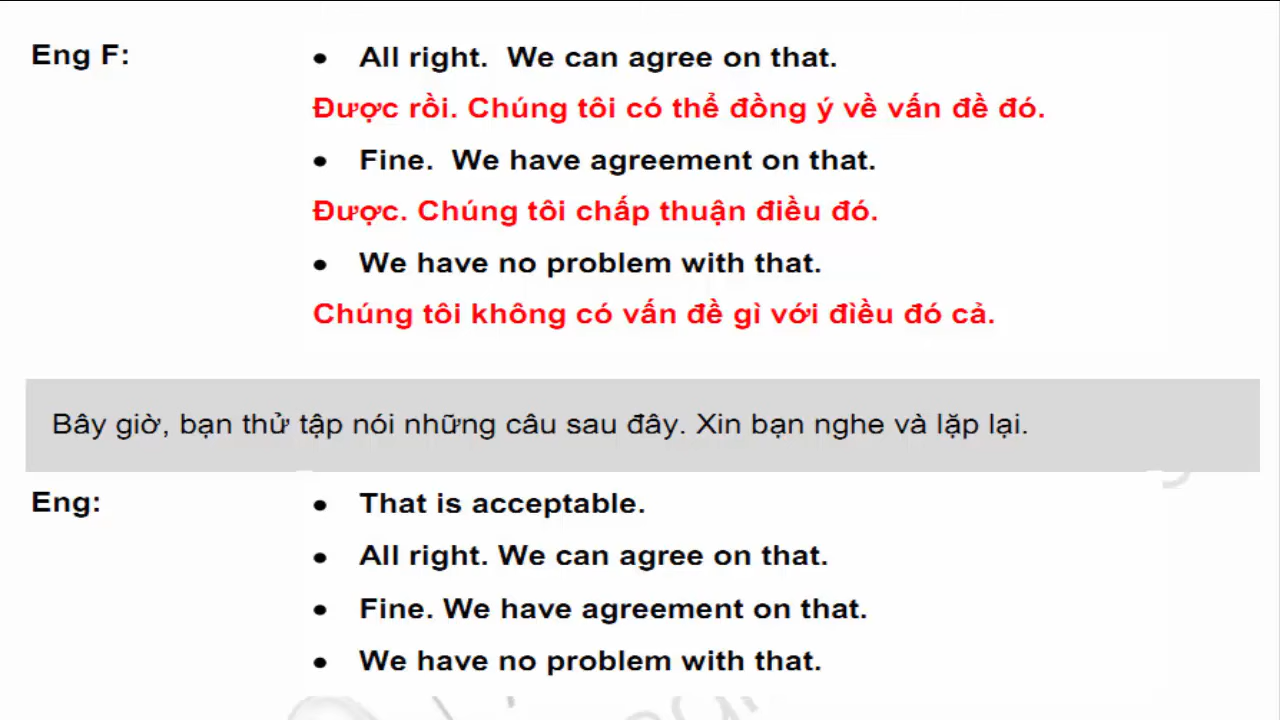 Eng F:
• All right.  We can agree on that.
Được rồi. Chúng tôi có thể đồng ý về vấn đề đó.
• Fine.  We have agreement on that.
Được. Chúng tôi chấp thuận điều đó.
• We have no problem with that.
Chúng tôi không có vấn đề gì với đìều đó cả.
Bây giờ, bạn thử tập nói những câu sau đây. Xin bạn nghe và lặp lại.
Eng:
• That is acceptable.
• All right. We can agree on that.
• Fine. We have agreement on that.
• We have no problem with that.